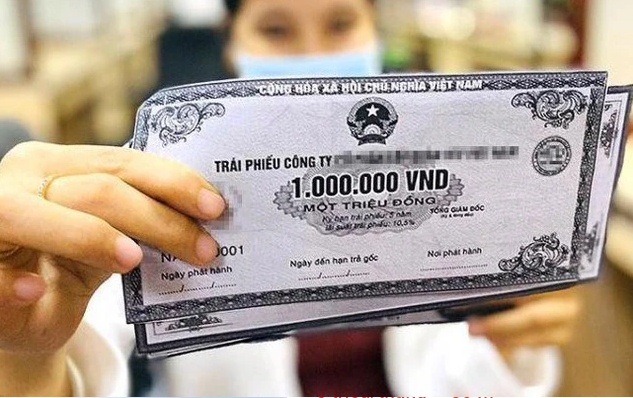 CỘNG HÒA XÃ HỘI CHỦ NGHĨA VIỆT NAM
TRÁI PHIẾU CÔNG TY
1.000.000 VND
MỘT TRIỆU ĐỒNG
Kỳ hạn trái phiếu: 5 năm
TỔNG GIÁM ĐỐC
lãi suất trái phiếu: 10,5%
0001
Ngày phát hành
Ngày đến hạn trả gốc
Nơi phát hành